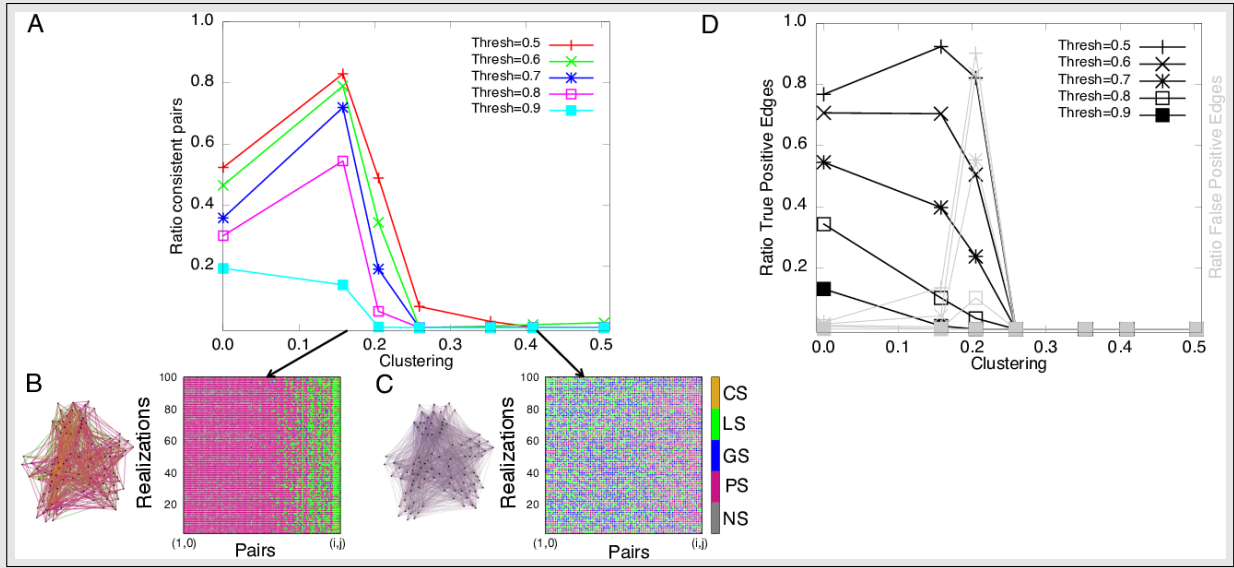 A
Ratio consistent pairs
1.0
0.8
0.6
0.4
0.2
Thresh=0.5
Thresh=0.6
Thresh=0.7
Thresh=0.8
Thresh=0.9
0.0 0.1 0.2 0.3 0.4 0.5
Clustering
D
Ratio True Positive Edges
1.0
0.8
0.6
0.4
0.2
Thresh=0.5
Thresh=0.6
Thresh=0.7
Thresh=0.8
Thresh=0.9
Ratio False Positive Edges
0.0 0.1 0.2 0.3 0.4 0.5
Clustering
B
Realizations
100
80
60
40
20
(1,0) Pairs (i,j)
C
Realizations
100
80
60
40
20
(1,0) Pairs (i,j)
CS
LS
GS
PS
NS